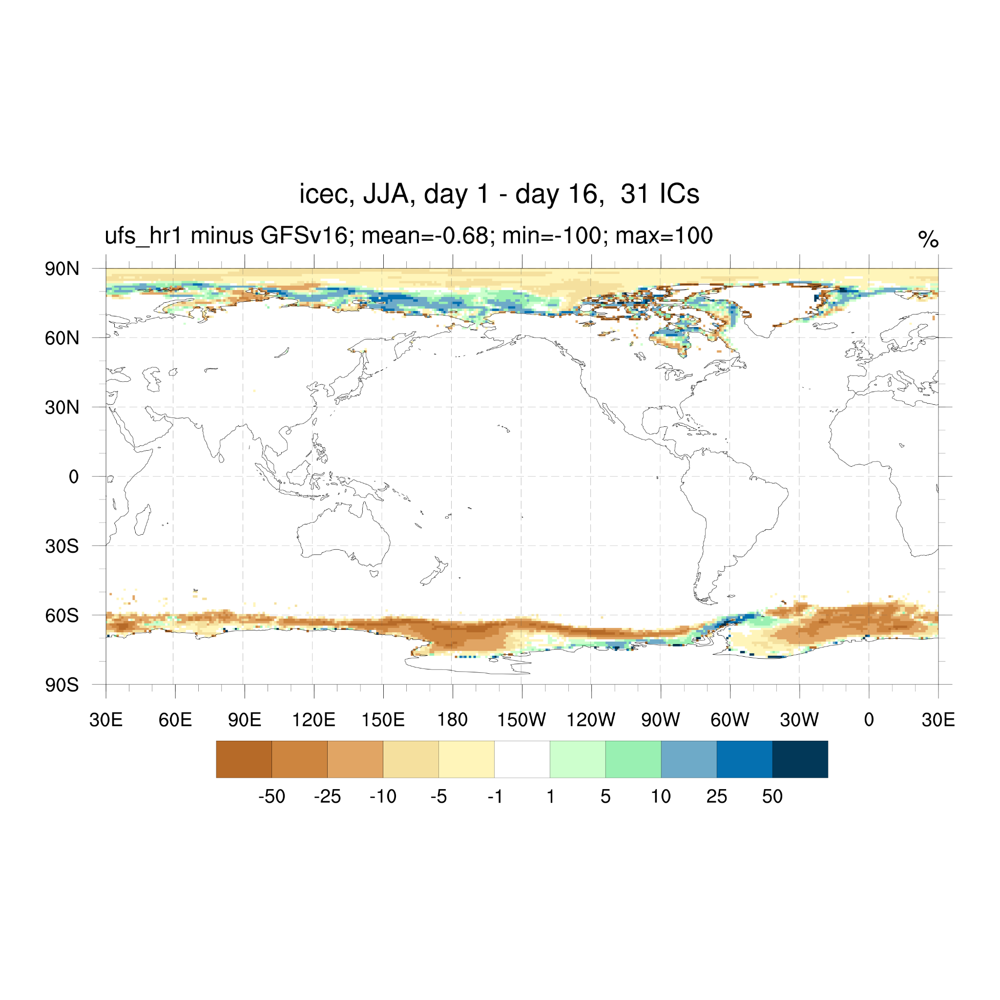 icec, JJA, day 1 - day 16, 31 ICs
ufs_hr1 minus GFSv16; mean=-0.68; min=-100; max=100 %
90N
60N
30N
0
30S
60S
90S
30E 60E 90E 120E 150E 180 150W 120W 90W 60W 30W 0 30E
-50 -25 -10 -5 -1 1 5 10 25 50